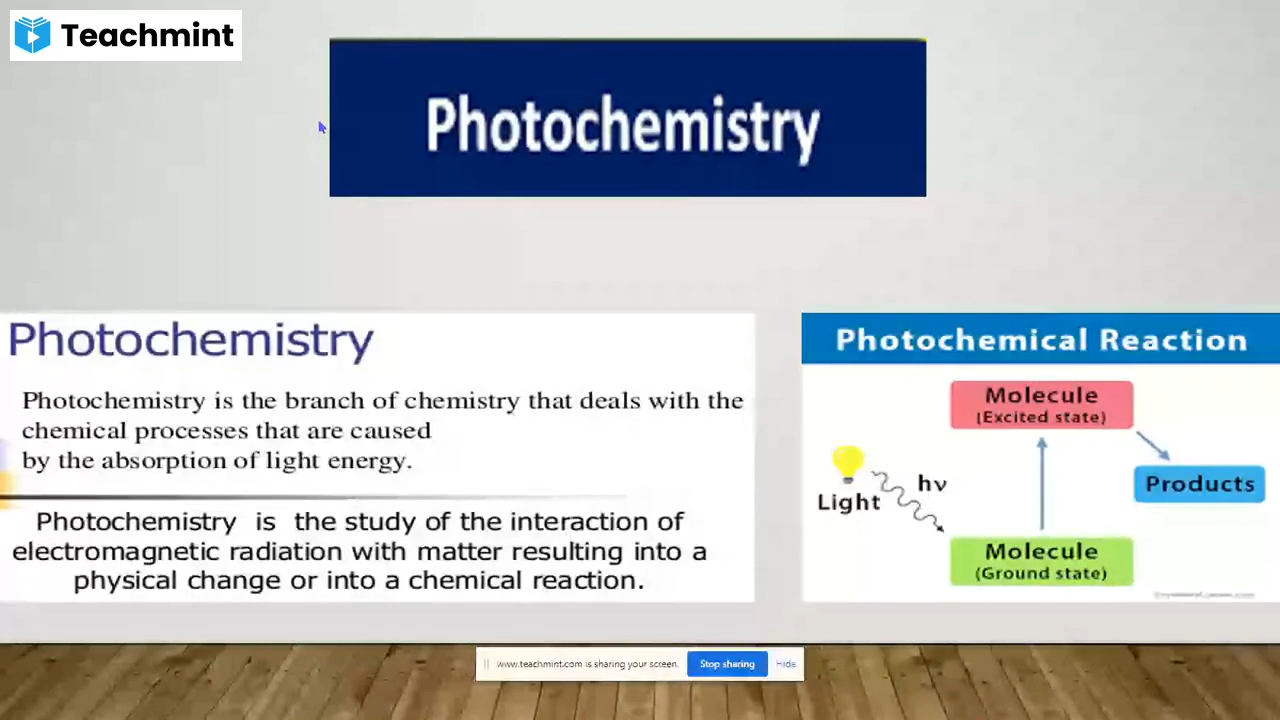 Teachmint
Photochemistry
Photochemistry
Photochemistry is the branch of chemistry that deals with the
chemical processes that are caused
by the absorption of light energy.
Photochemistry is the study of the interaction of
electromagnetic radiation with matter resulting into a
physical change or into a chemical reaction.
Photochemical Reaction
Molecule
(Excited state)
Products
hν
Light
Molecule
(Ground state)
www.teachmint.com is sharing your screen.
Stop sharing
Hide